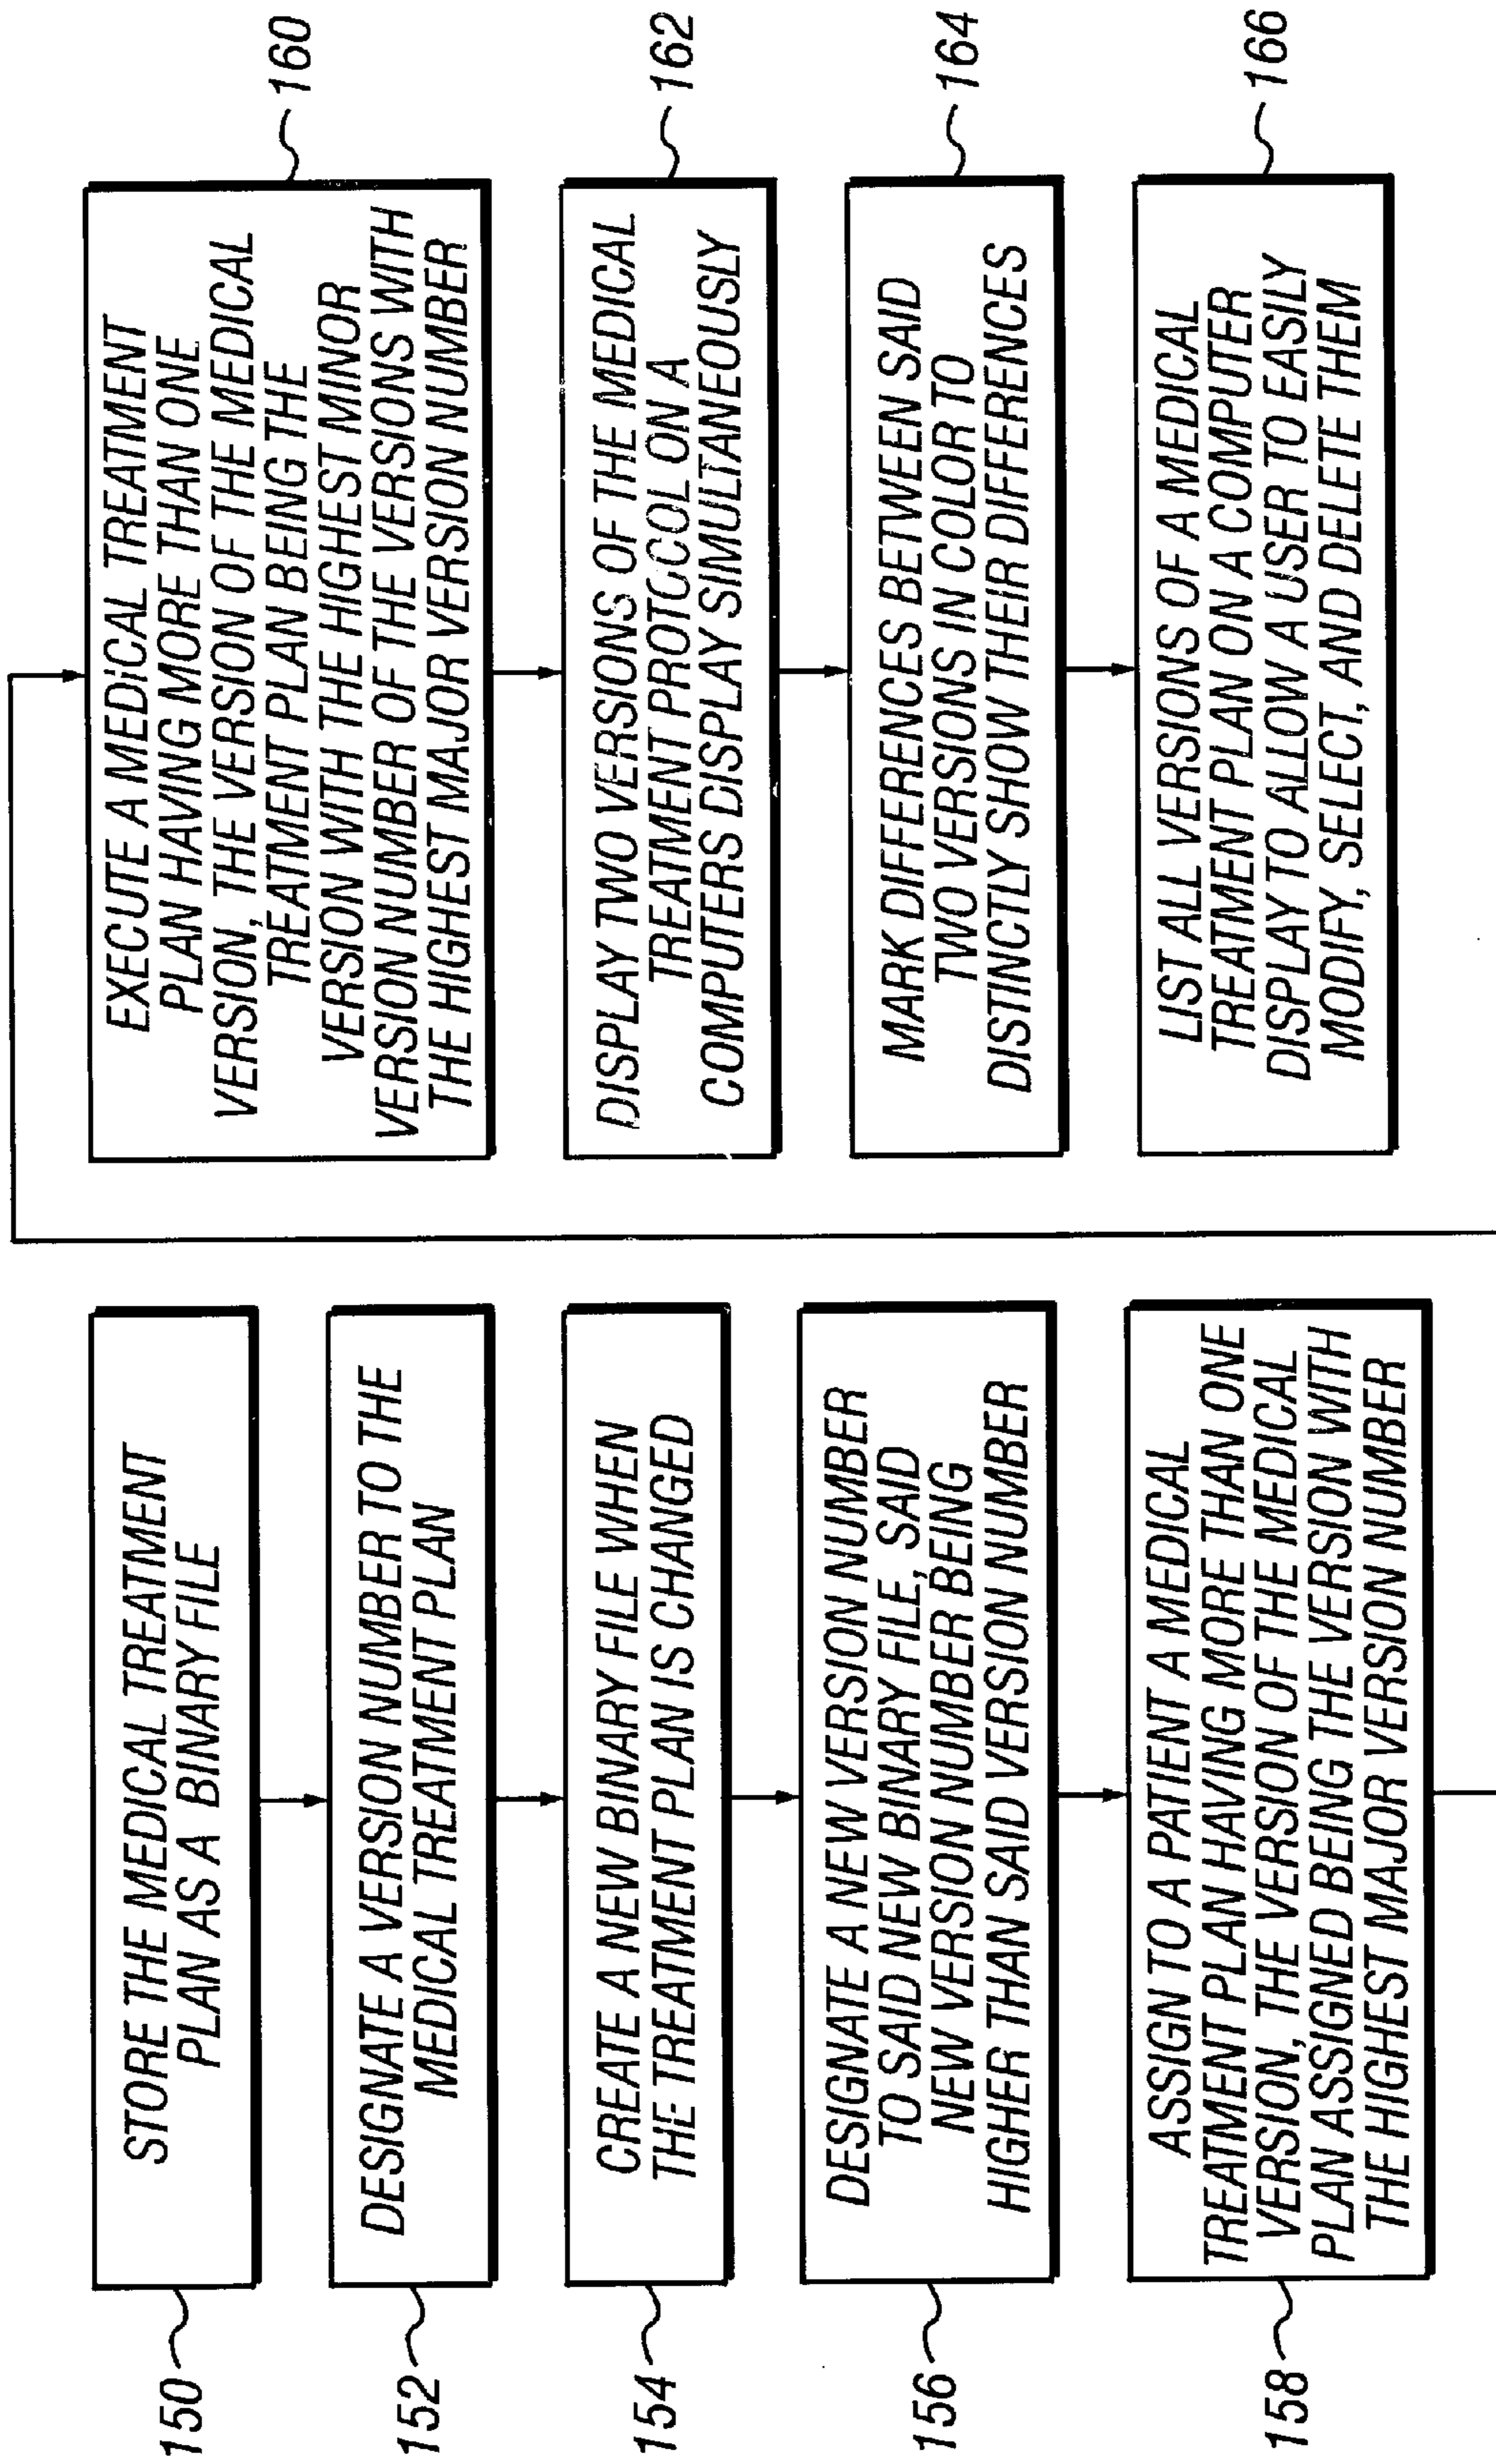 150
STORE THE MEDICAL TREATMENT
PLAN AS A BINARY FILE
152
DESIGNATE A VERSION NUMBER TO THE
MEDICAL TREATMENT PLAN
154
CREATE A NEW BINARY FILE WHEN
THE TREATMENT PLAN IS CHANGED
156
DESIGNATE A NEW VERSION NUMBER
TO SAID NEW BINARY FILE, SAID
NEW VERSION NUMBER BEING
HIGHER THAN SAID VERSION NUMBER
158
ASSIGN TO A PATIENT A MEDICAL
TREATMENT PLAN HAVING MORE THAN ONE
VERSION, THE VERSION OF THE MEDICAL
PLAN ASSIGNED BEING THE VERSION WITH
THE HIGHEST MAJOR VERSION NUMBER
EXECUTE A MEDICAL TREATMENT
PLAN HAVING MORE THAN ONE
VERSION, THE VERSION OF THE MEDICAL
TREATMENT PLAN BEING THE
VERSION WITH THE HIGHEST MINOR
VERSION NUMBER OF THE VERSIONS WITH
THE HIGHEST MAJOR VERSION NUMBER
160
DISPLAY TWO VERSIONS OF THE MEDICAL
TREATMENT PROTOCOL ON A
COMPUTERS DISPLAY SIMULTANEOUSLY
162
MARK DIFFERENCES BETWEEN SAID
TWO VERSIONS IN COLOR TO
DISTINCTLY SHOW THEIR DIFFERENCES
164
LIST ALL VERSIONS OF A MEDICAL
TREATMENT PLAN ON A COMPUTER
DISPLAY TO ALLOW A USER TO EASILY
MODIFY, SELECT, AND DELETE THEM
166